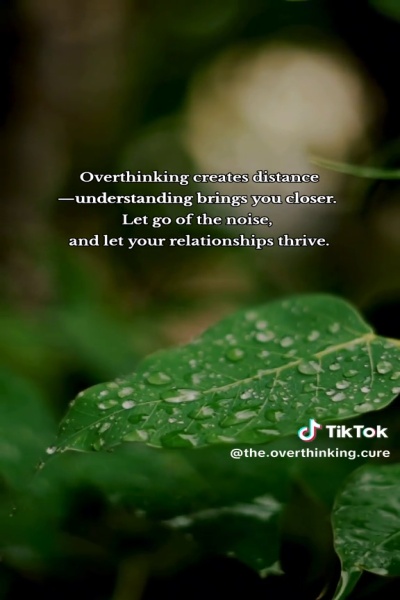 Overthinking creates distance
—understanding brings you closer.
Let go of the noise,
and let your relationships thrive.
TikTok
@the.overthinking.cure